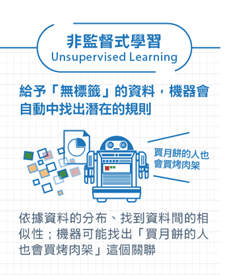 非監督式學習
Unsupervised Learning
給予「無標籤」的資料，機器會
自動中找出潛在的規則
買月餅的人也
會買烤肉架
依據資料的分布、找到資料間的相
似性；機器可能找出「買月餅的人
也會買烤肉架」這個關聯